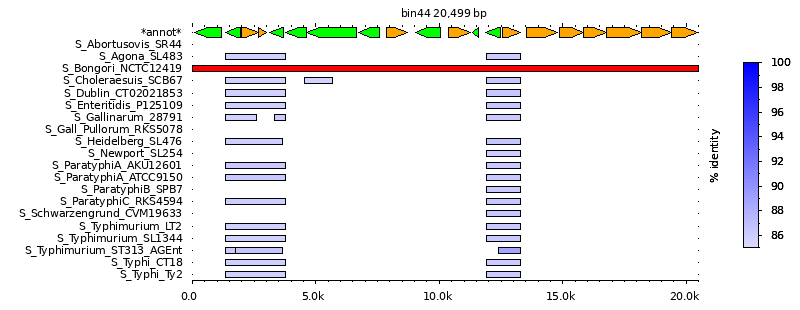 bin44 20,499 bp
*annot*
S_Abortusovis_SR44
S_Agona_SL483
S_Bongori_NCTC12419
S_Choleraesuis_SCB67
S_Dublin_CT02021853
S_Enteritidis_P125109
S_Gallinarum_28791
S_Gall_Pullorum_RKS5078
S_Heidelberg_SL476
S_Newport_SL254
S_ParatyphiA_AKU12601
S_ParatyphiA_ATCC9150
S_ParatyphiB_SPB7
S_ParatyphiC_RKS4594
S_Schwarzengrund_CVM19633
S_Typhimurium_LT2
S_Typhimurium_SL1344
S_Typhimurium_ST313_AGEnt
S_Typhi_CT18
S_Typhi_Ty2
0.0 5.0k 10.0k 15.0k 20.0k
% identity
100
98
96
94
92
90
88
86